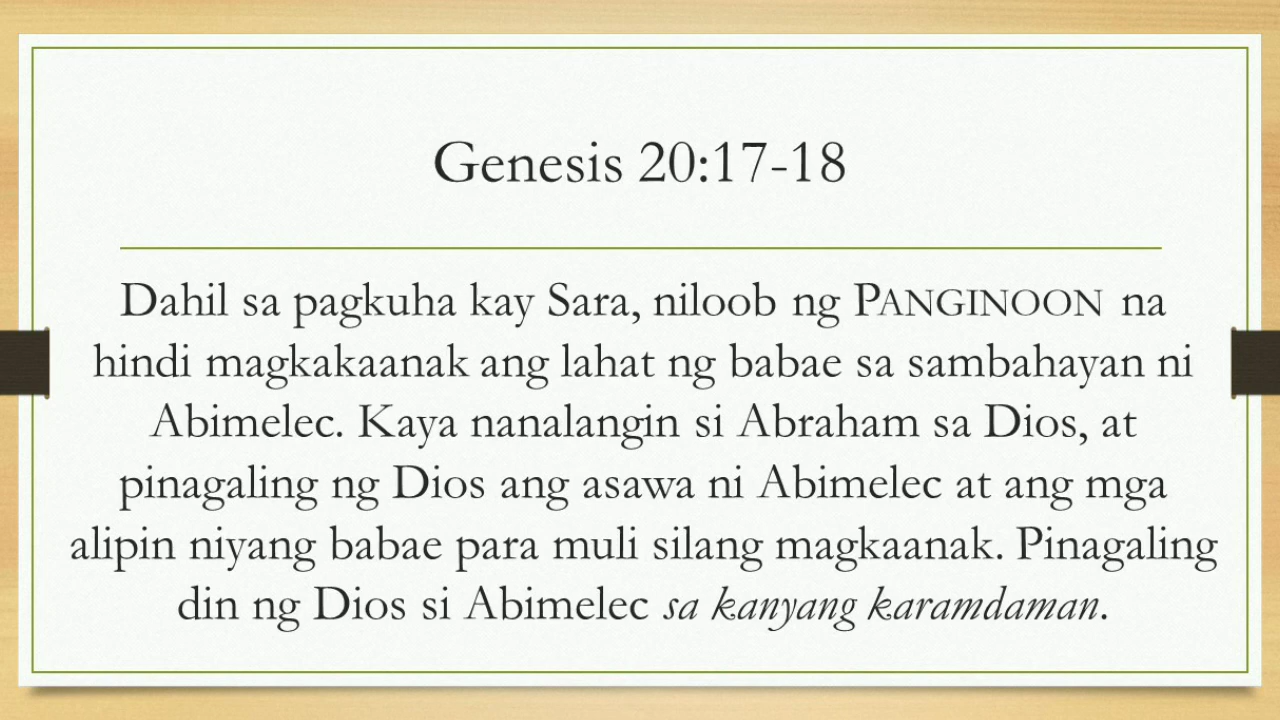 Genesis 20:17-18
Dahil sa pagkuha kay Sara, niloob ng PANGINOON na
hindi magkakaanak ang lahat ng babae sa sambahayan ni
Abimelec. Kaya nanalangin si Abraham sa Dios, at
pinagaling ng Dios ang asawa ni Abimelec at ang mga
alipin niyang babae para muli silang magkaanak. Pinagaling
din ng Dios si Abimelec sa kanyang karamdaman.